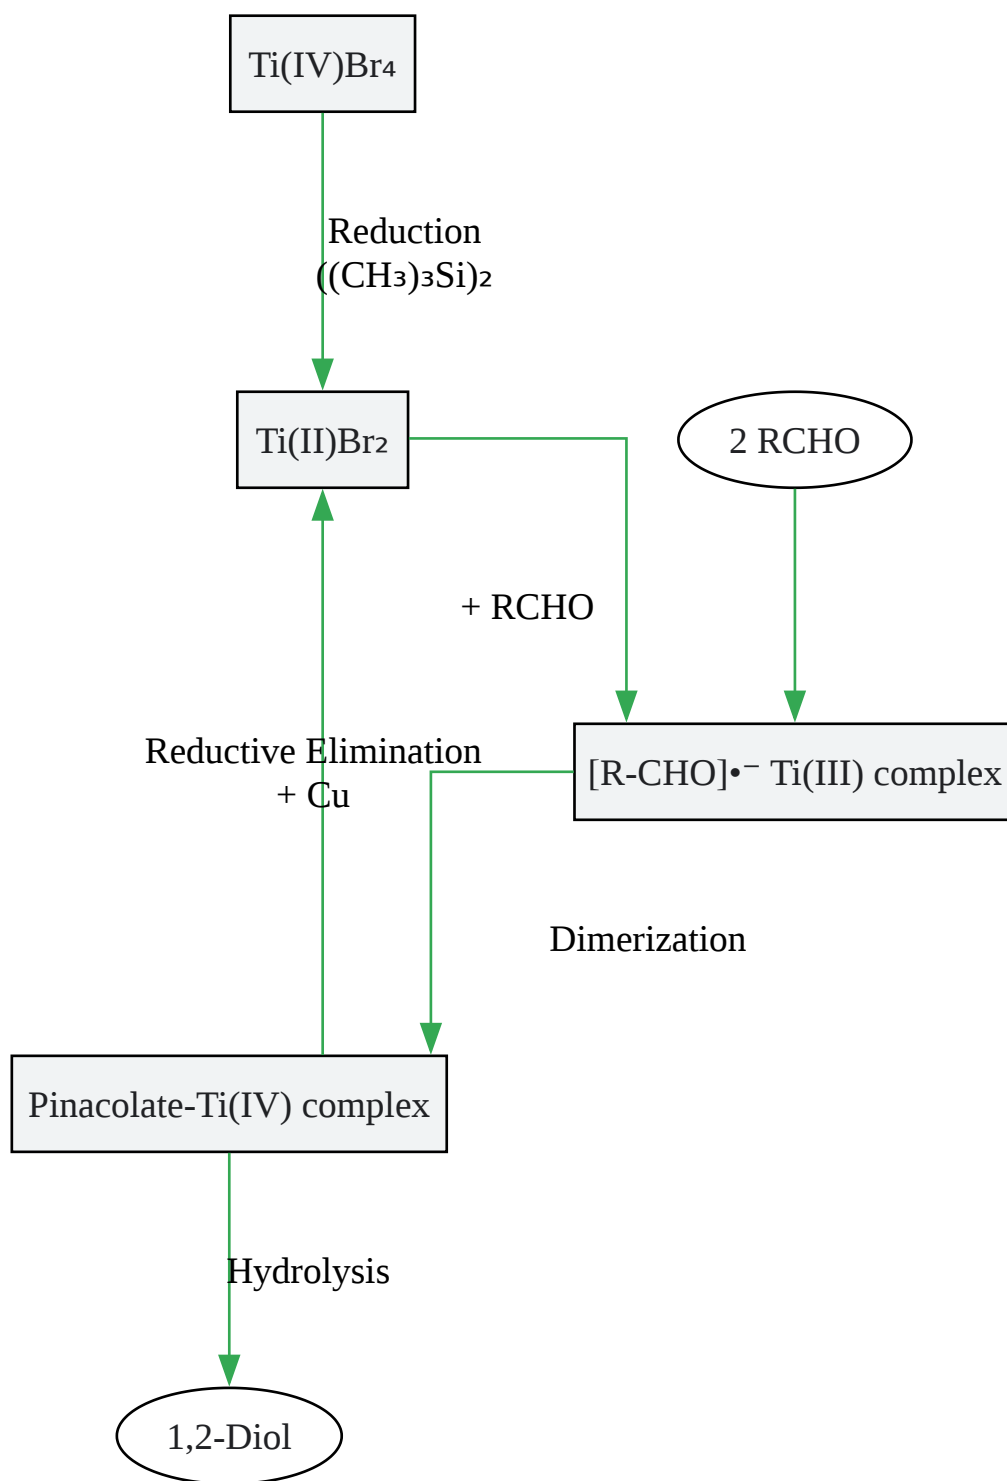 Ti(IV)Br₄
Reduction
((CH₃)₃Si)₂
Ti(II)Br₂
2 RCHO
+ RCHO
Reductive Elimination
+ Cu
[R-CHO]•⁻ Ti(III) complex
Dimerization
Pinacolate-Ti(IV) complex
Hydrolysis
1,2-Diol